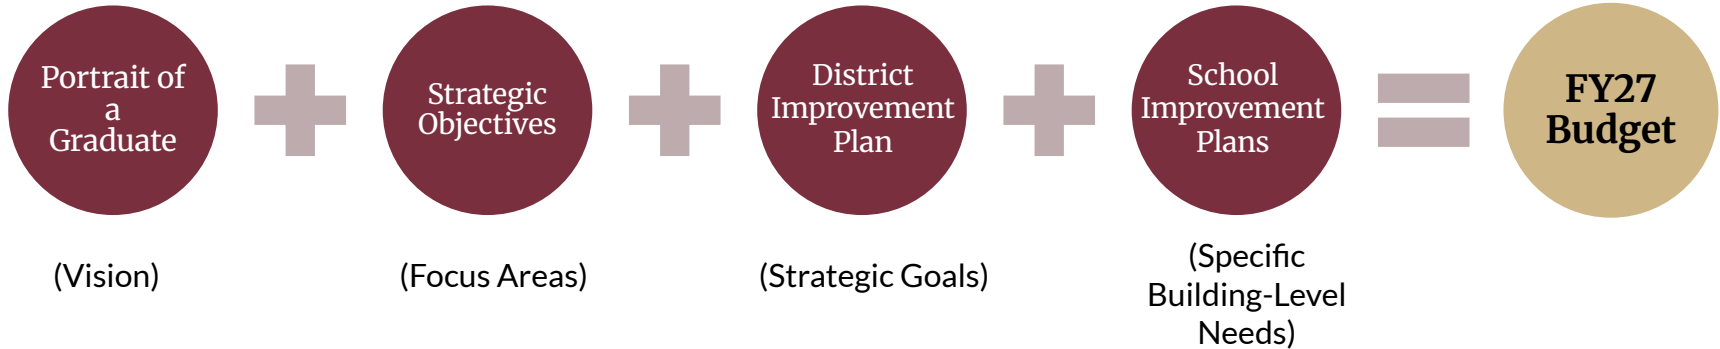 Portrait of
a
Graduate
Strategic
Objectives
District
Improvement
Plan
School
Improvement
Plans
FY27
Budget
(Vision)
(Focus Areas)
(Strategic Goals)
(Specific
Building-Level
Needs)